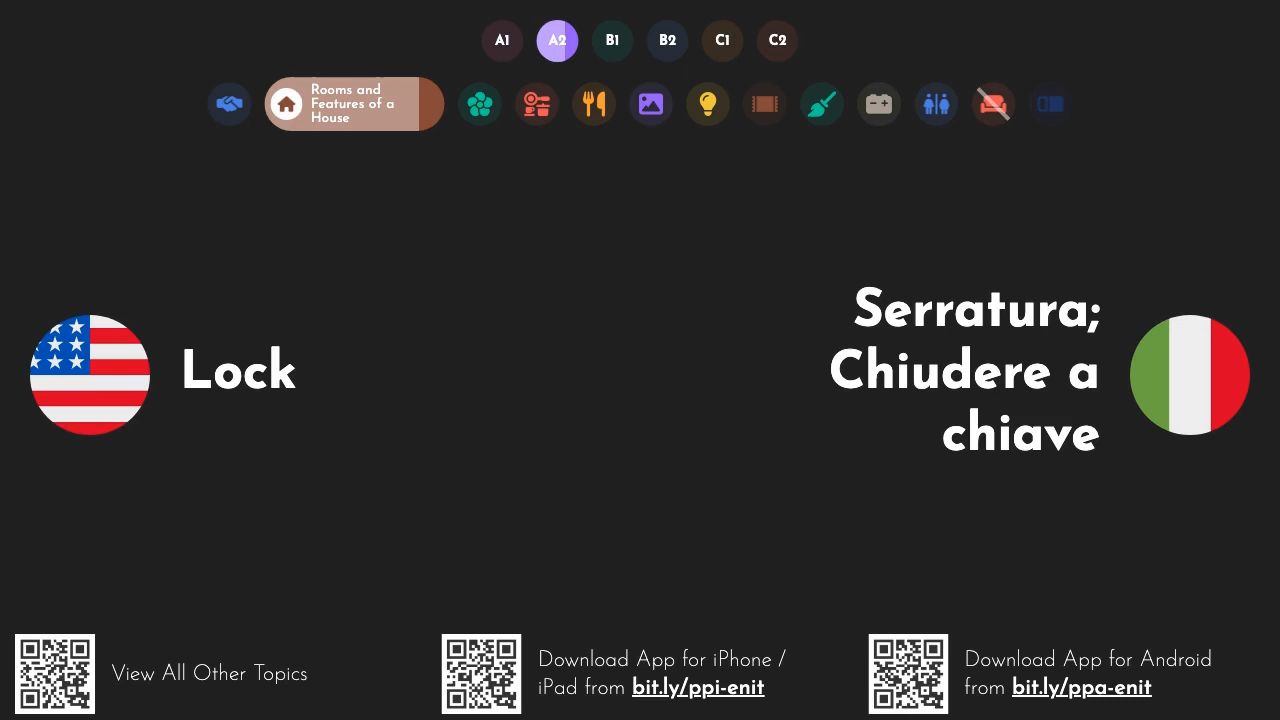 A1 A2 B1 B2 C1 C2
Rooms and
Features of a
House
Lock
Serratura;
Chiudere a
chiave
View All Other Topics
Download App for iPhone /
iPad from bit.ly/ppi-enit
Download App for Android
from bit.ly/ppa-enit